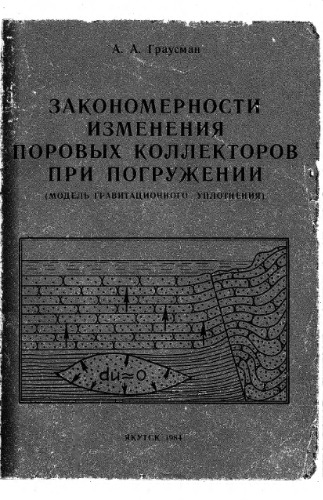 А. А. Граусман
ЗАКОНОМЕРНОСТИ
ИЗМЕНЕНИЯ
ПОРОВЫХ КОЛЛЕКТОРОВ
ПРИ ПОГРУЖЕНИИ
(МОДЕЛЬ ГРАВИТАЦИОННОГО УПЛОТНЕНИЯ)
du≈0
ЯКУТСК 1984